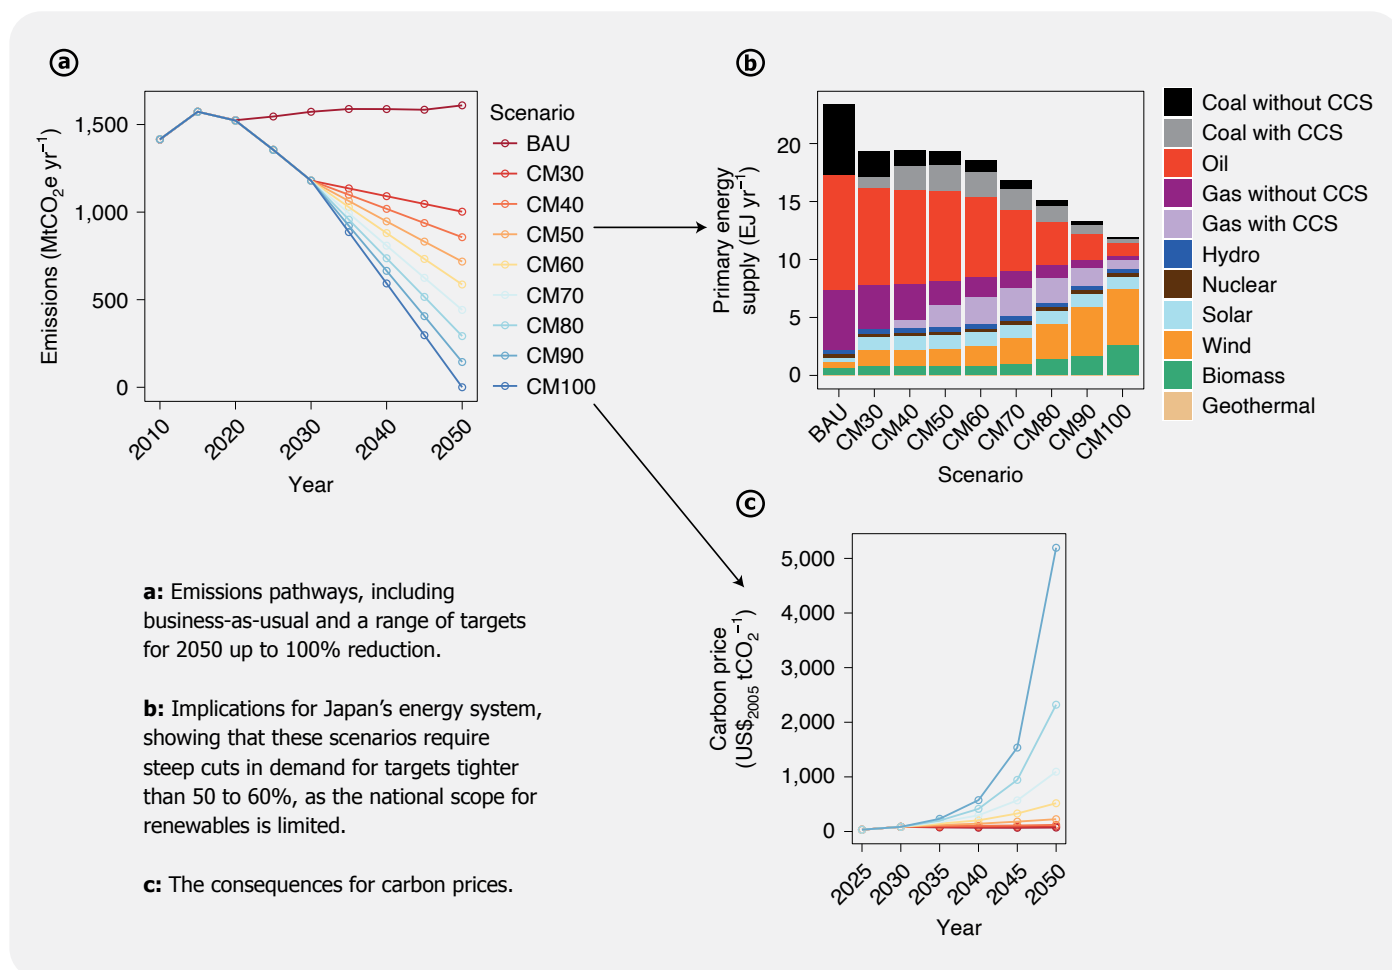 a
Emissions (MtCO2e yr−1)
1,500
1,000
500
0
2010
2020
2030
2040
2050
Year
Scenario
BAU
CM30
CM40
CM50
CM60
CM70
CM80
CM90
CM100
b
Primary energy
supply (EJ yr−1)
20
15
10
5
0
BAU
CM30
CM40
CM50
CM60
CM70
CM80
CM90
CM100
Scenario
Coal without CCS
Coal with CCS
Oil
Gas without CCS
Gas with CCS
Hydro
Nuclear
Solar
Wind
Biomass
Geothermal
c
Carbon price
(US$2005 tCO2−1)
5,000
4,000
3,000
2,000
1,000
0
2025
2030
2035
2040
2045
2050
Year
a: Emissions pathways, including
business-as-usual and a range of targets
for 2050 up to 100% reduction.
b: Implications for Japan’s energy system,
showing that these scenarios require
steep cuts in demand for targets tighter
than 50 to 60%, as the national scope for
renewables is limited.
c: The consequences for carbon prices.